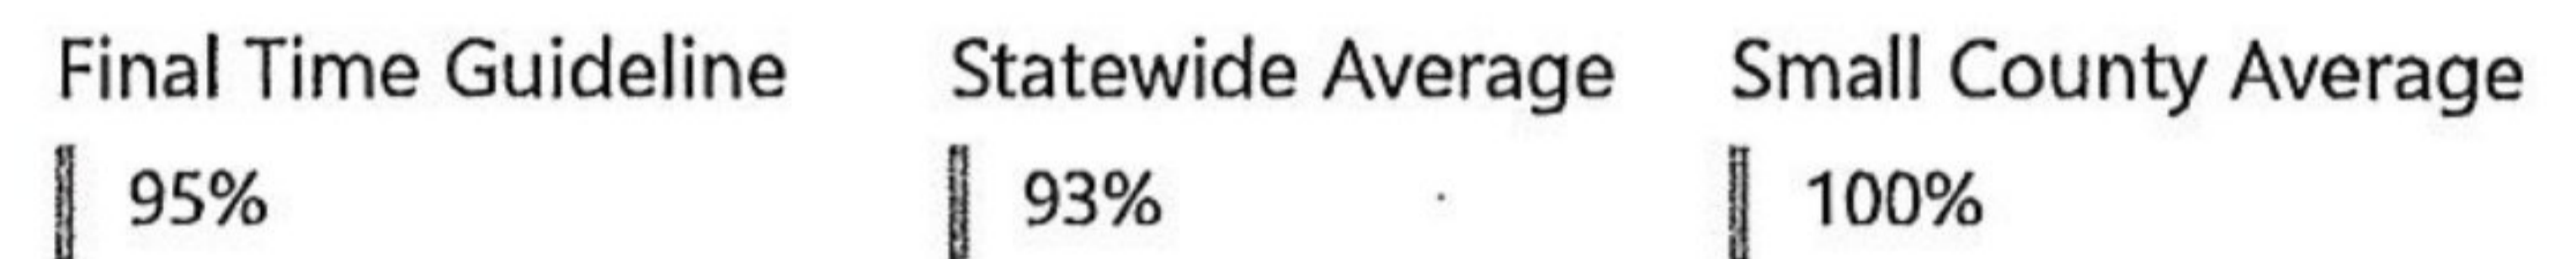 Final Time Guideline Statewide Average Small County Average
95% 93% 100%